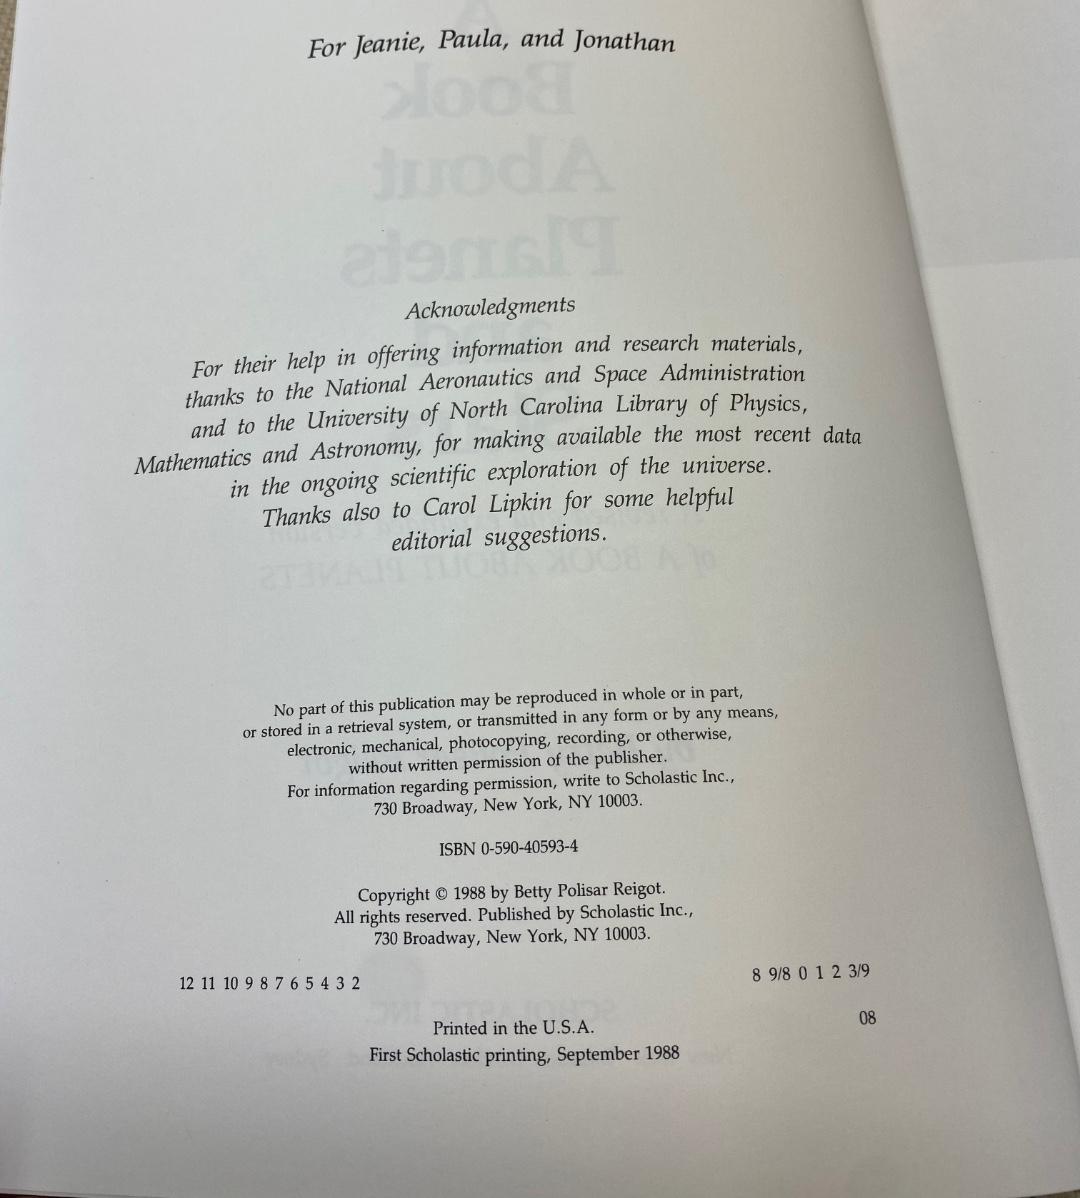 For Jeanie, Paula, and Jonathan
Acknowledgments
For their help in offering information and research materials,
thanks to the National Aeronautics and Space Administration
and to the University of North Carolina Library of Physics,
Mathematics and Astronomy, for making available the most recent data
in the ongoing scientific exploration of the universe.
Thanks also to Carol Lipkin for some helpful
editorial suggestions.
No part of this publication may be reproduced in whole or in part,
or stored in a retrieval system, or transmitted in any form or by any means,
electronic, mechanical, photocopying, recording, or otherwise,
without written permission of the publisher.
For information regarding permission, write to Scholastic Inc.,
730 Broadway, New York, NY 10003.
ISBN 0-590-40593-4
Copyright © 1988 by Betty Polisar Reigot.
All rights reserved. Published by Scholastic Inc.,
730 Broadway, New York, NY 10003.
12 11 10 9 8 7 6 5 4 3 2
8 9/8 0 1 2 3/9
Printed in the U.S.A.
08
First Scholastic printing, September 1988